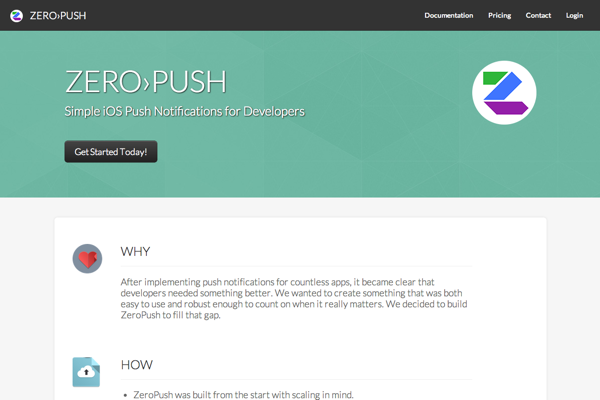 ZERO›PUSH
Documentation Pricing Contact Login
ZERO›PUSH
Simple iOS Push Notifications for Developers
Get Started Today!
WHY
After implementing push notifications for countless apps, it became clear that
developers needed something better. We wanted to create something that was both
easy to use and robust enough to count on when it really matters. We decided to build
ZeroPush to fill that gap.
HOW
• ZeroPush was built from the start with scaling in mind.